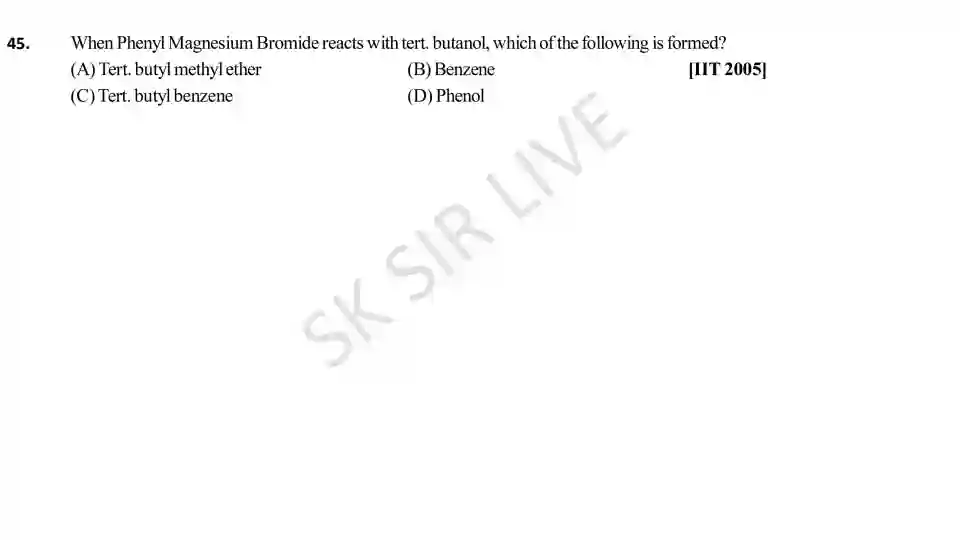 45. When Phenyl Magnesium Bromide reacts with tert. butanol, which of the following is formed?
(A) Tert. butyl methyl ether (B) Benzene [IIT 2005]
(C) Tert. butyl benzene (D) Phenol
SK SIR LIVE